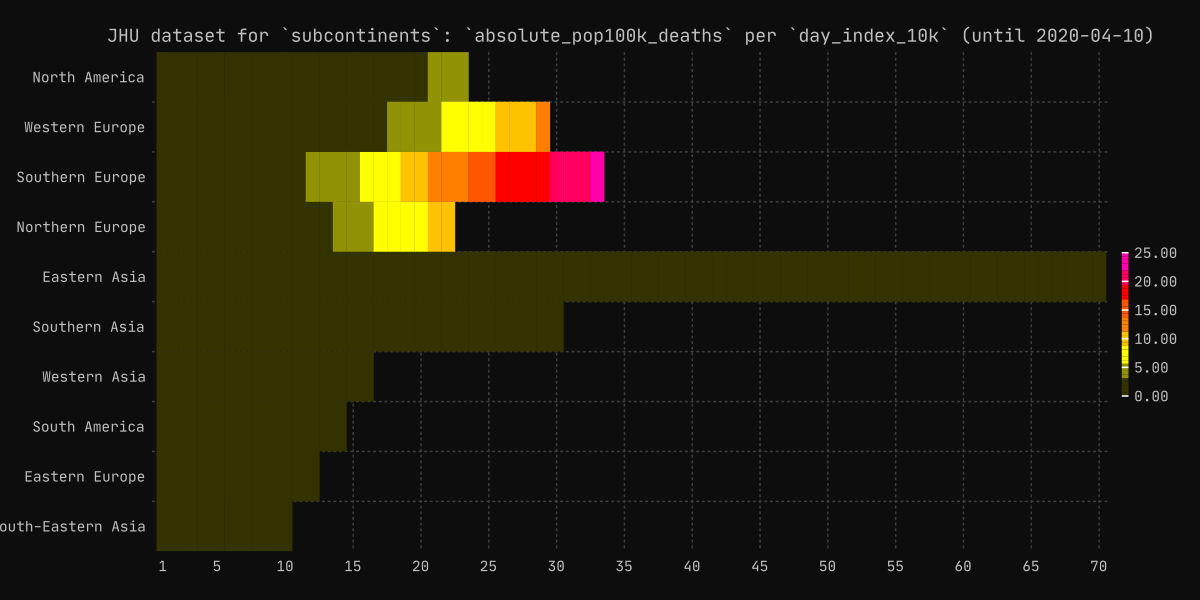 JHU dataset for `subcontinents`: `absolute_pop100k_deaths` per `day_index_10k` (until 2020-04-10)
North America
Western Europe
Southern Europe
Northern Europe
Eastern Asia
Southern Asia
Western Asia
South America
Eastern Europe
outh-Eastern Asia
25.00
20.00
15.00
10.00
5.00
0.00
1 5 10 15 20 25 30 35 40 45 50 55 60 65 70